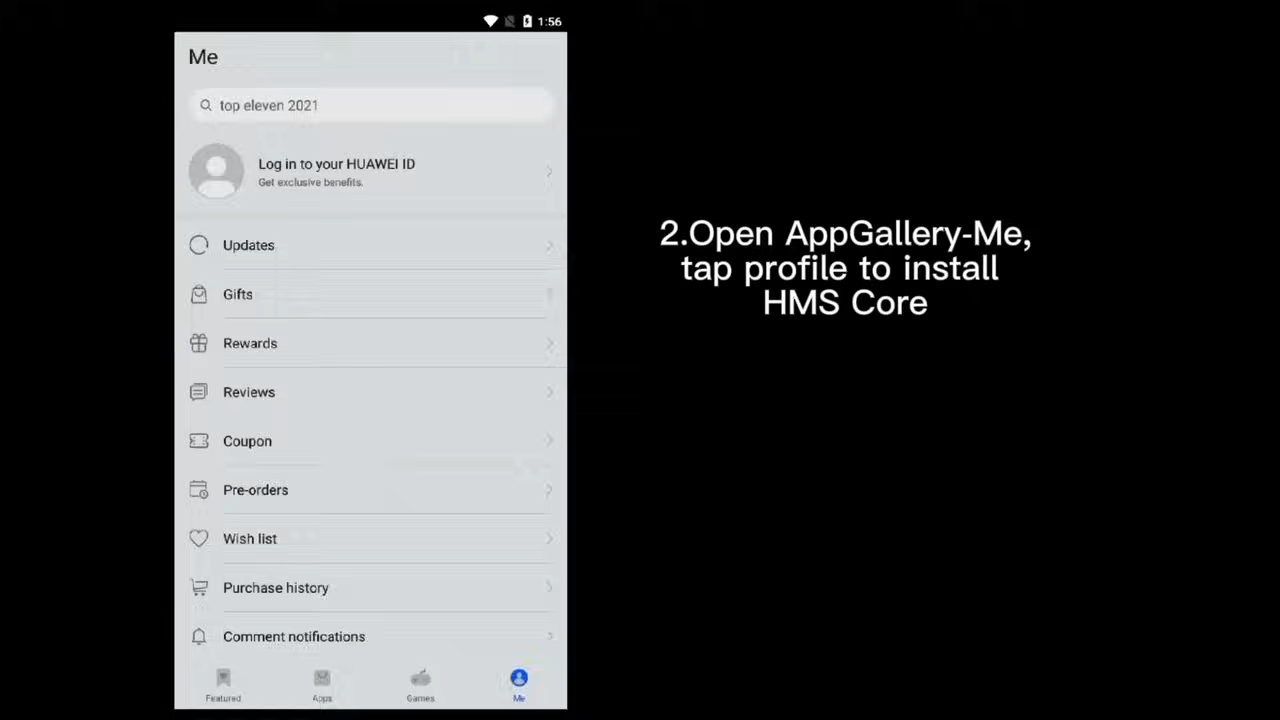 1:56
Me
top eleven 2021
Log in to your HUAWEI ID
Get exclusive benefits.
Updates
Gifts
Rewards
Reviews
Coupon
Pre-orders
Wish list
Purchase history
Comment notifications
Featured
Apps
Games
Me
2.Open AppGallery-Me,
tap profile to install
HMS Core